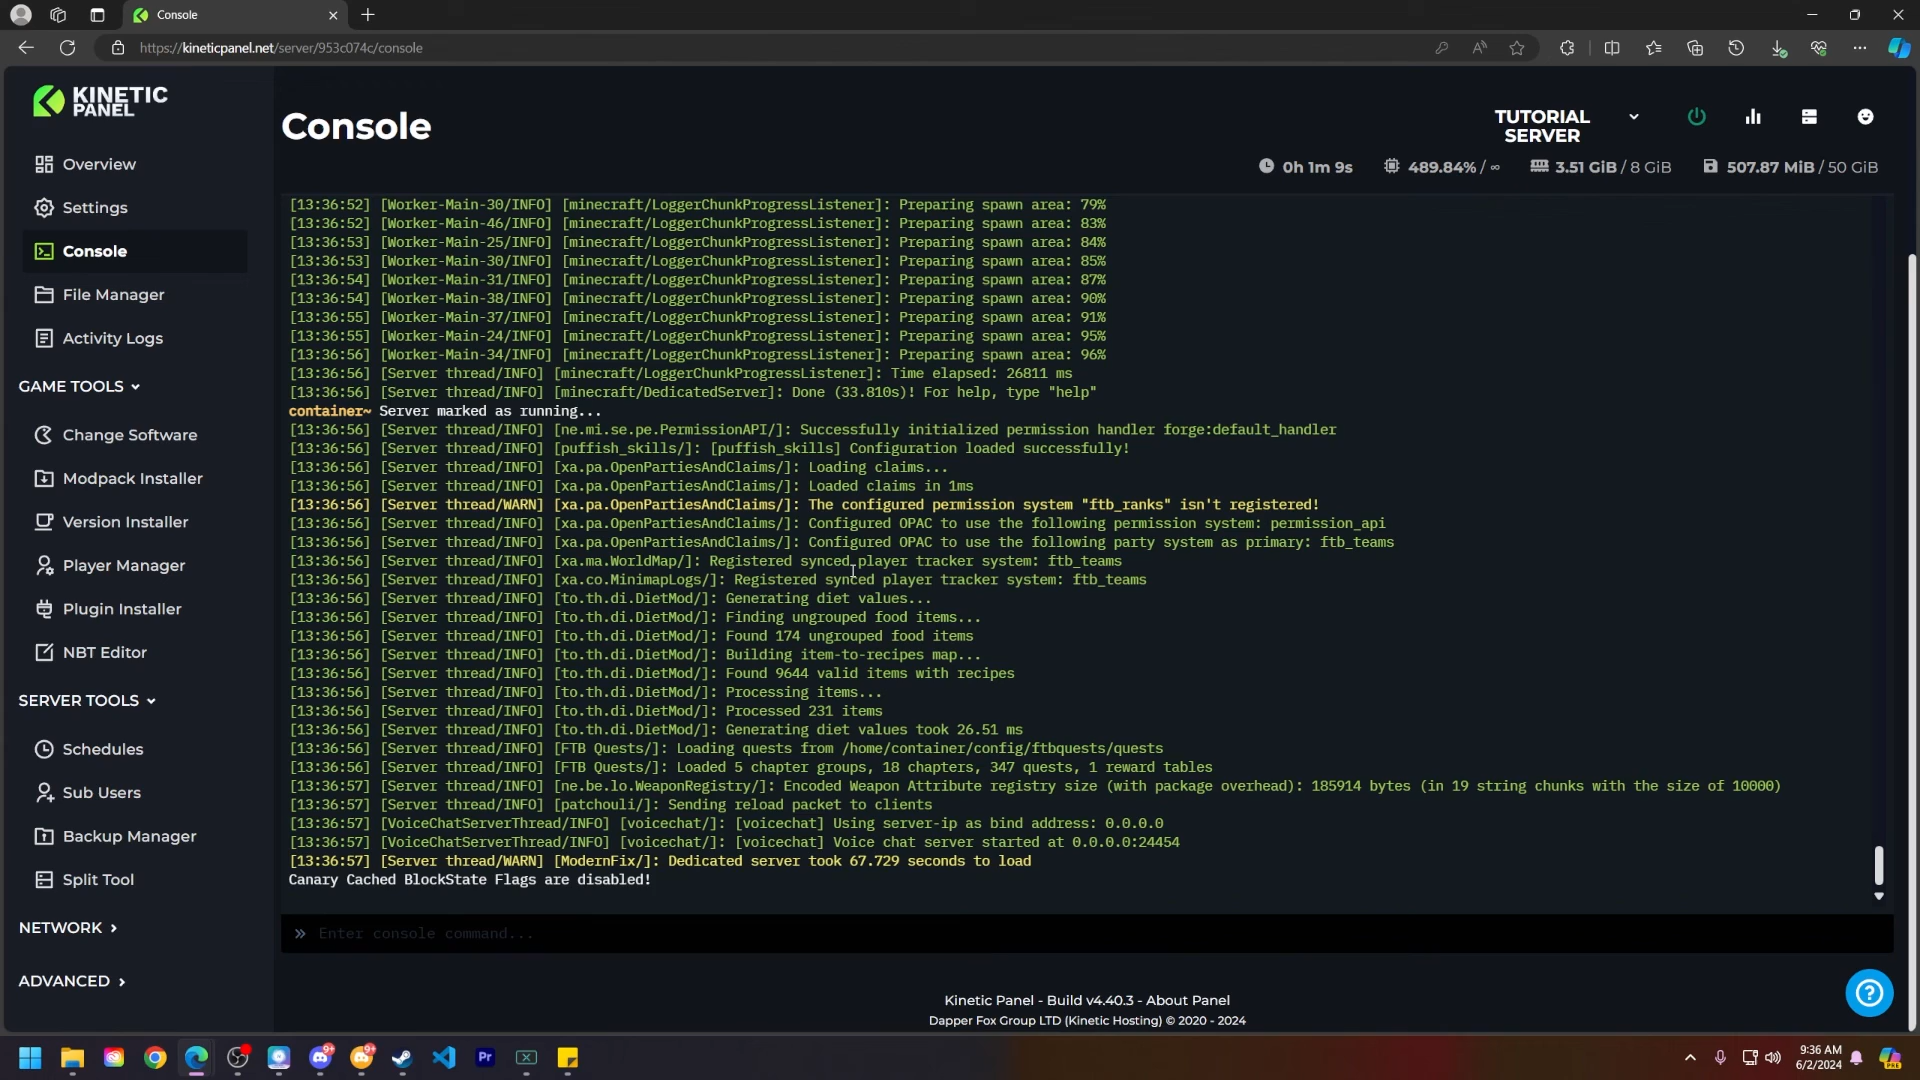 Console
https://kineticpanel.net/server/953c074c/console
KINETIC
PANEL
Console
TUTORIAL
SERVER
0h 1m 9s
489.84% / ∞
3.51 GiB / 8 GiB
507.87 MiB / 50 GiB
Overview
Settings
Console
File Manager
Activity Logs
GAME TOOLS
Change Software
Modpack Installer
Version Installer
Player Manager
Plugin Installer
NBT Editor
SERVER TOOLS
Schedules
Sub Users
Backup Manager
Split Tool
NETWORK
ADVANCED
[13:36:52] [Worker-Main-30/INFO] [minecraft/LoggerChunkProgressListener]: Preparing spawn area: 79%
[13:36:52] [Worker-Main-46/INFO] [minecraft/LoggerChunkProgressListener]: Preparing spawn area: 83%
[13:36:53] [Worker-Main-25/INFO] [minecraft/LoggerChunkProgressListener]: Preparing spawn area: 84%
[13:36:53] [Worker-Main-30/INFO] [minecraft/LoggerChunkProgressListener]: Preparing spawn area: 85%
[13:36:54] [Worker-Main-31/INFO] [minecraft/LoggerChunkProgressListener]: Preparing spawn area: 87%
[13:36:54] [Worker-Main-38/INFO] [minecraft/LoggerChunkProgressListener]: Preparing spawn area: 90%
[13:36:55] [Worker-Main-37/INFO] [minecraft/LoggerChunkProgressListener]: Preparing spawn area: 91%
[13:36:55] [Worker-Main-24/INFO] [minecraft/LoggerChunkProgressListener]: Preparing spawn area: 95%
[13:36:56] [Worker-Main-34/INFO] [minecraft/LoggerChunkProgressListener]: Preparing spawn area: 96%
[13:36:56] [Server thread/INFO] [minecraft/LoggerChunkProgressListener]: Time elapsed: 26811 ms
[13:36:56] [Server thread/INFO] [minecraft/DedicatedServer]: Done (33.810s)! For help, type "help"
container~ Server marked as running...
[13:36:56] [Server thread/INFO] [ne.mi.se.pe.PermissionAPI/]: Successfully initialized permission handler forge:default_handler
[13:36:56] [Server thread/INFO] [puffish_skills/]: [puffish_skills] Configuration loaded successfully!
[13:36:56] [Server thread/INFO] [xa.pa.OpenPartiesAndClaims/]: Loading claims...
[13:36:56] [Server thread/INFO] [xa.pa.OpenPartiesAndClaims/]: Loaded claims in 1ms
[13:36:56] [Server thread/WARN] [xa.pa.OpenPartiesAndClaims/]: The configured permission system "ftb_ranks" isn't registered!
[13:36:56] [Server thread/INFO] [xa.pa.OpenPartiesAndClaims/]: Configured OPAC to use the following permission system: permission_api
[13:36:56] [Server thread/INFO] [xa.pa.OpenPartiesAndClaims/]: Configured OPAC to use the following party system as primary: ftb_teams
[13:36:56] [Server thread/INFO] [xa.ma.WorldMap/]: Registered synced player tracker system: ftb_teams
[13:36:56] [Server thread/INFO] [xa.co.MinimapLogs/]: Registered synced player tracker system: ftb_teams
[13:36:56] [Server thread/INFO] [to.th.di.DietMod/]: Generating diet values...
[13:36:56] [Server thread/INFO] [to.th.di.DietMod/]: Finding ungrouped food items...
[13:36:56] [Server thread/INFO] [to.th.di.DietMod/]: Found 174 ungrouped food items
[13:36:56] [Server thread/INFO] [to.th.di.DietMod/]: Building item-to-recipes map...
[13:36:56] [Server thread/INFO] [to.th.di.DietMod/]: Found 9644 valid items with recipes
[13:36:56] [Server thread/INFO] [to.th.di.DietMod/]: Processing items...
[13:36:56] [Server thread/INFO] [to.th.di.DietMod/]: Processed 231 items
[13:36:56] [Server thread/INFO] [to.th.di.DietMod/]: Generating diet values took 26.51 ms
[13:36:56] [Server thread/INFO] [FTB Quests/]: Loading quests from /home/container/config/ftbquests/quests
[13:36:56] [Server thread/INFO] [FTB Quests/]: Loaded 5 chapter groups, 18 chapters, 347 quests, 1 reward tables
[13:36:57] [Server thread/INFO] [ne.be.lo.WeaponRegistry/]: Encoded Weapon Attribute registry size (with package overhead): 185914 bytes (in 19 string chunks with the size of 10000)
[13:36:57] [Server thread/INFO] [patchouli/]: Sending reload packet to clients
[13:36:57] [VoiceChatServerThread/INFO] [voicechat/]: [voicechat] Using server-ip as bind address: 0.0.0.0
[13:36:57] [VoiceChatServerThread/INFO] [voicechat/]: [voicechat] Voice chat server started at 0.0.0.0:24454
[13:36:57] [Server thread/WARN] [ModernFix/]: Dedicated server took 67.729 seconds to load
Canary Cached BlockState Flags are disabled!
» Enter console command...
Kinetic Panel - Build v4.40.3 - About Panel
Dapper Fox Group LTD (Kinetic Hosting) © 2020 - 2024
9:36 AM
6/2/2024